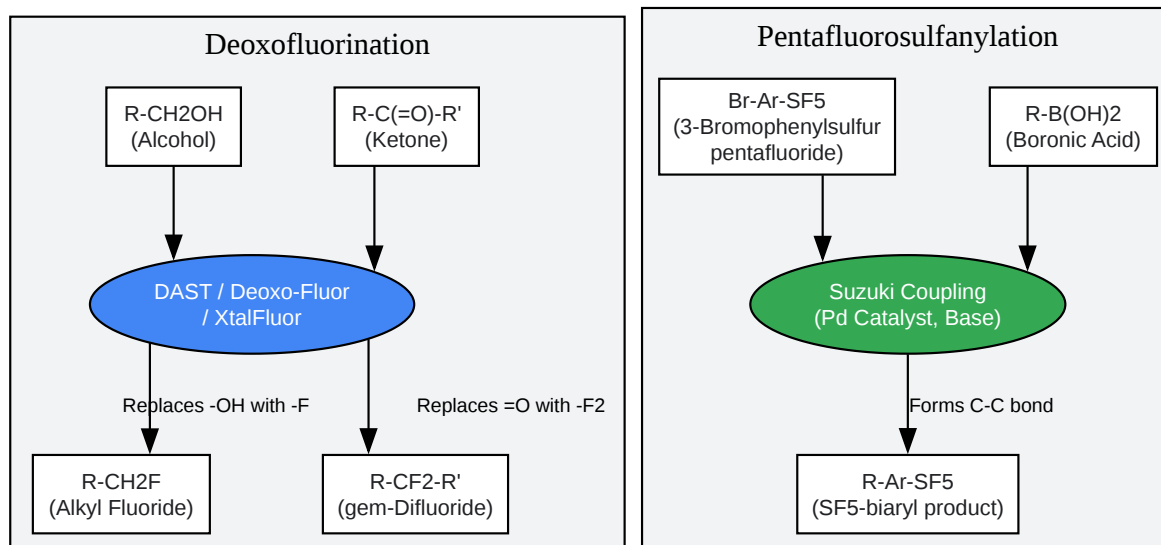 Deoxofluorination
R-CH2OH
(Alcohol)
R-C(=O)-R'
(Ketone)
DAST / Deoxo-Fluor
/ XtalFluor
Replaces -OH with -F
Replaces =O with -F2
R-CH2F
(Alkyl Fluoride)
R-CF2-R'
(gem-Difluoride)
Pentafluorosulfanylation
Br-Ar-SF5
(3-Bromophenylsulfur
pentafluoride)
R-B(OH)2
(Boronic Acid)
Suzuki Coupling
(Pd Catalyst, Base)
Forms C-C bond
R-Ar-SF5
(SF5-biaryl product)